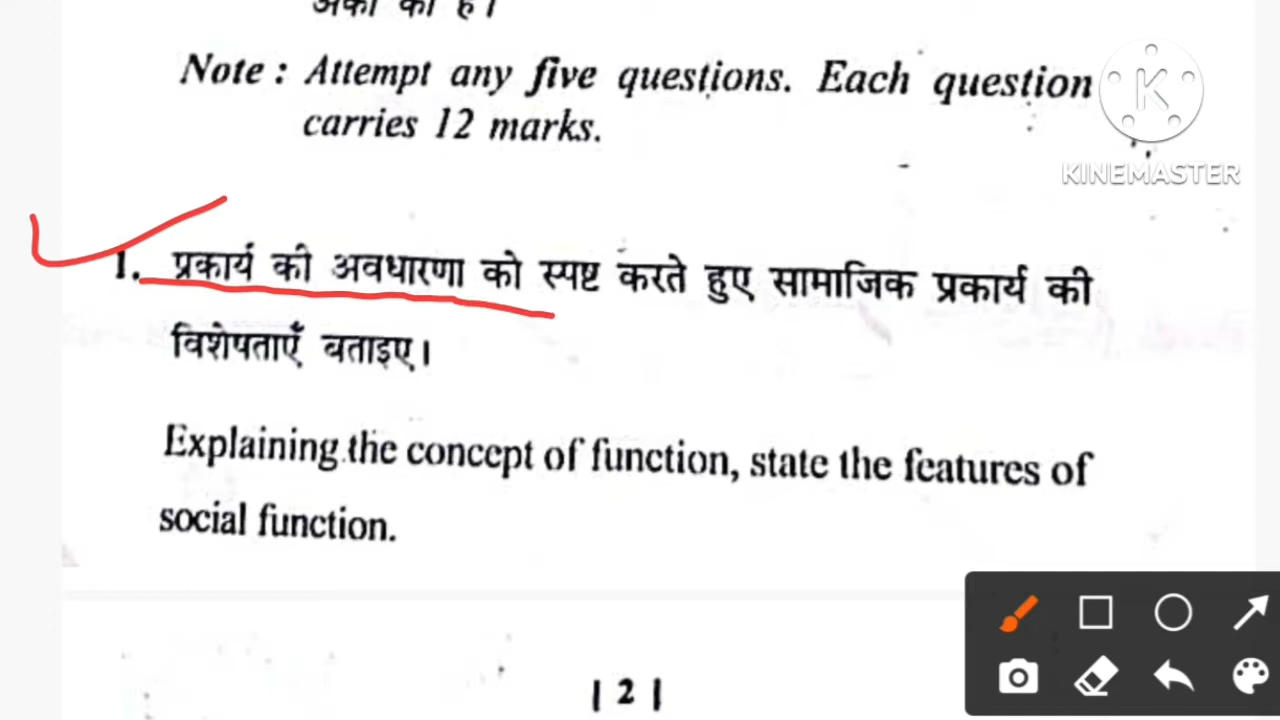 अंकों का है।
Note : Attempt any five questions. Each question
carries 12 marks.
K
KINEMASTER
1. प्रकार्य की अवधारणा को स्पष्ट करते हुए सामाजिक प्रकार्य की
विशेषताएँ बताइए।
Explaining the concept of function, state the features of
social function.
| 2 |